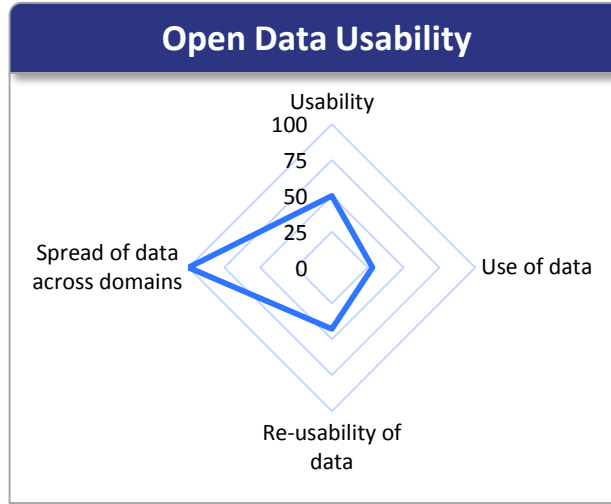 Open Data Usability
Usability
100
75
50
25
0
Spread of data
across domains
Use of data
Re-usability of
data